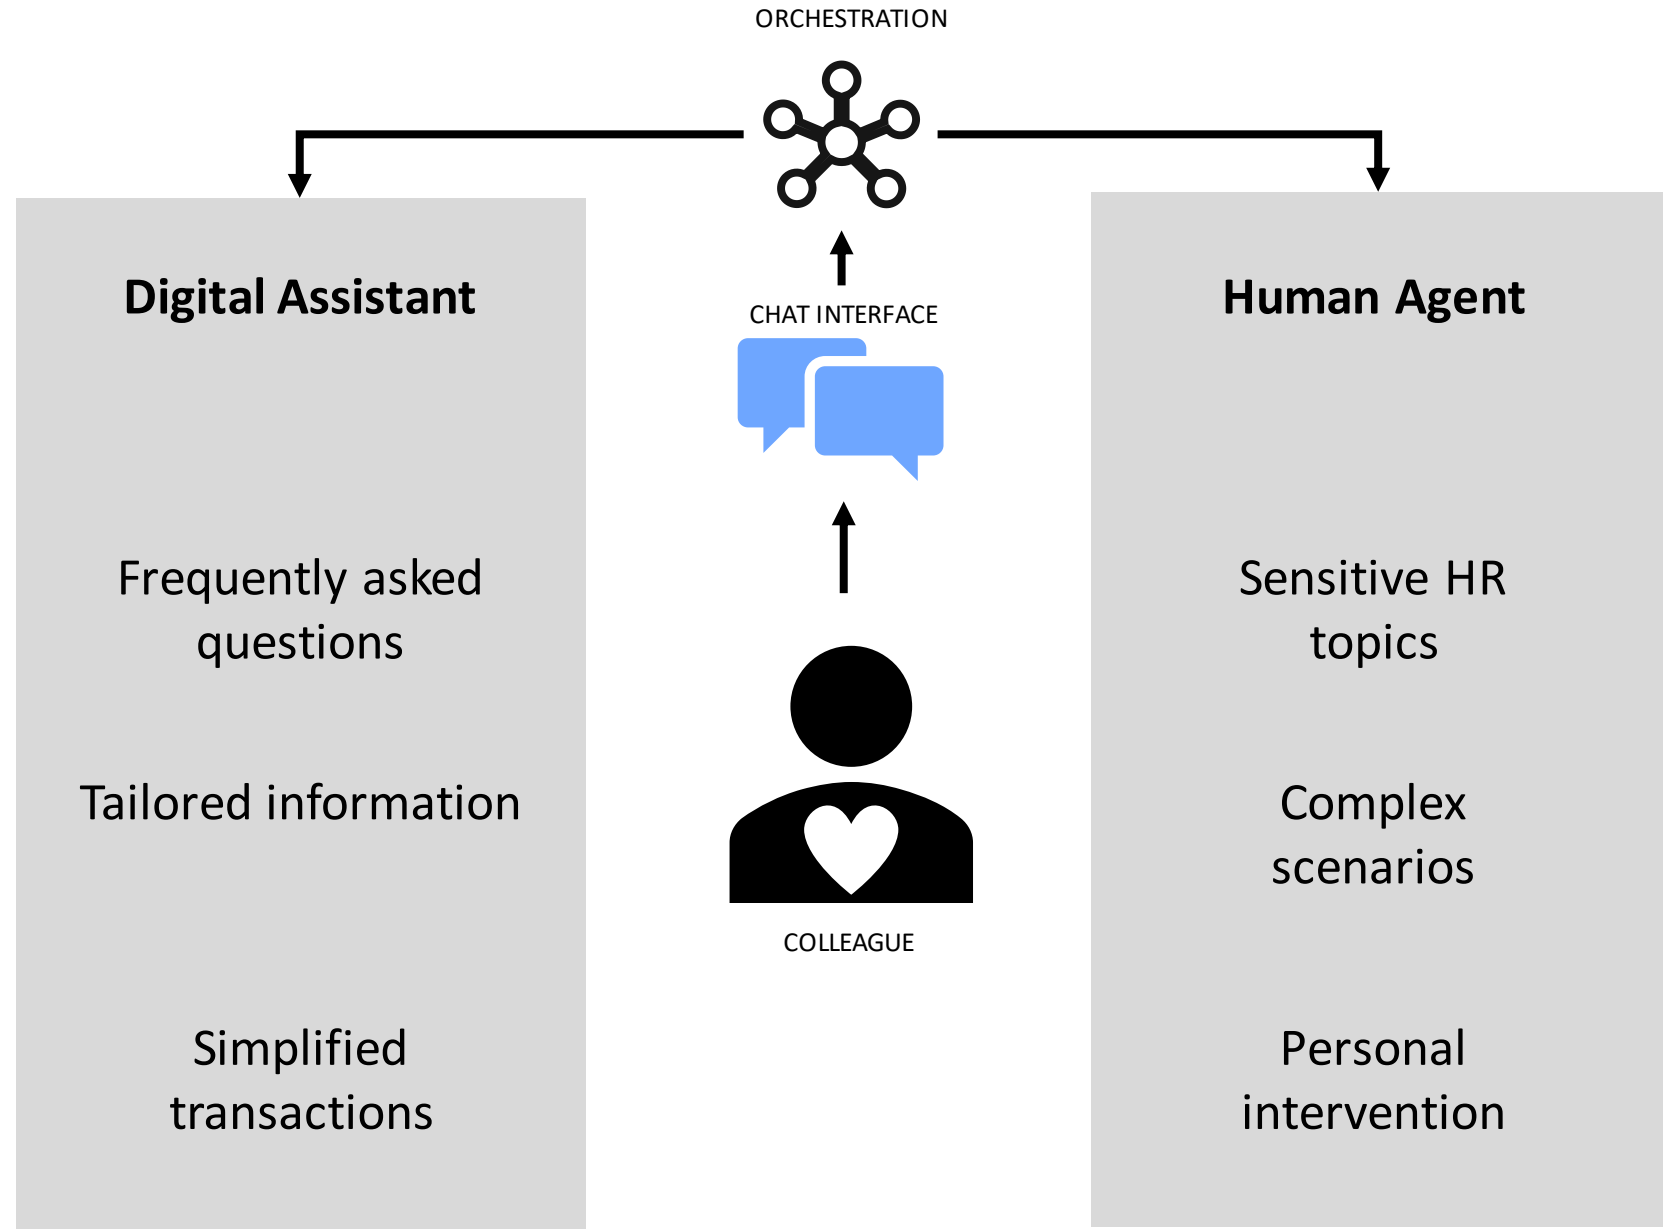 ORCHESTRATION
Digital Assistant
Frequently asked
questions
Tailored information
Simplified
transactions
CHAT INTERFACE
COLLEAGUE
Human Agent
Sensitive HR
topics
Complex
scenarios
Personal
intervention